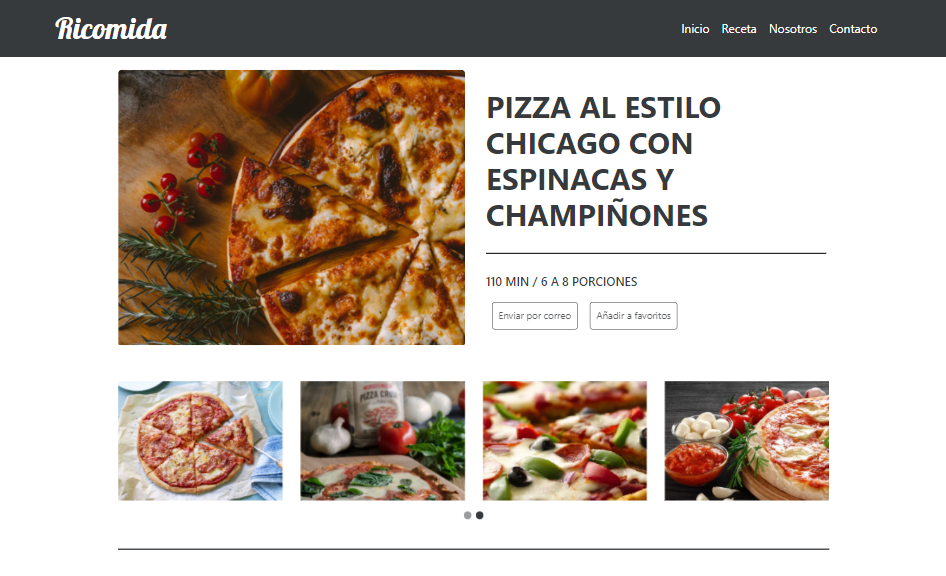 Ricomida
Inicio Receta Nosotros Contacto
PIZZA AL ESTILO
CHICAGO CON
ESPINACAS Y
CHAMPIÑONES
110 MIN / 6 A 8 PORCIONES
Enviar por correo Añadir a favoritos
PIZZA CRUST